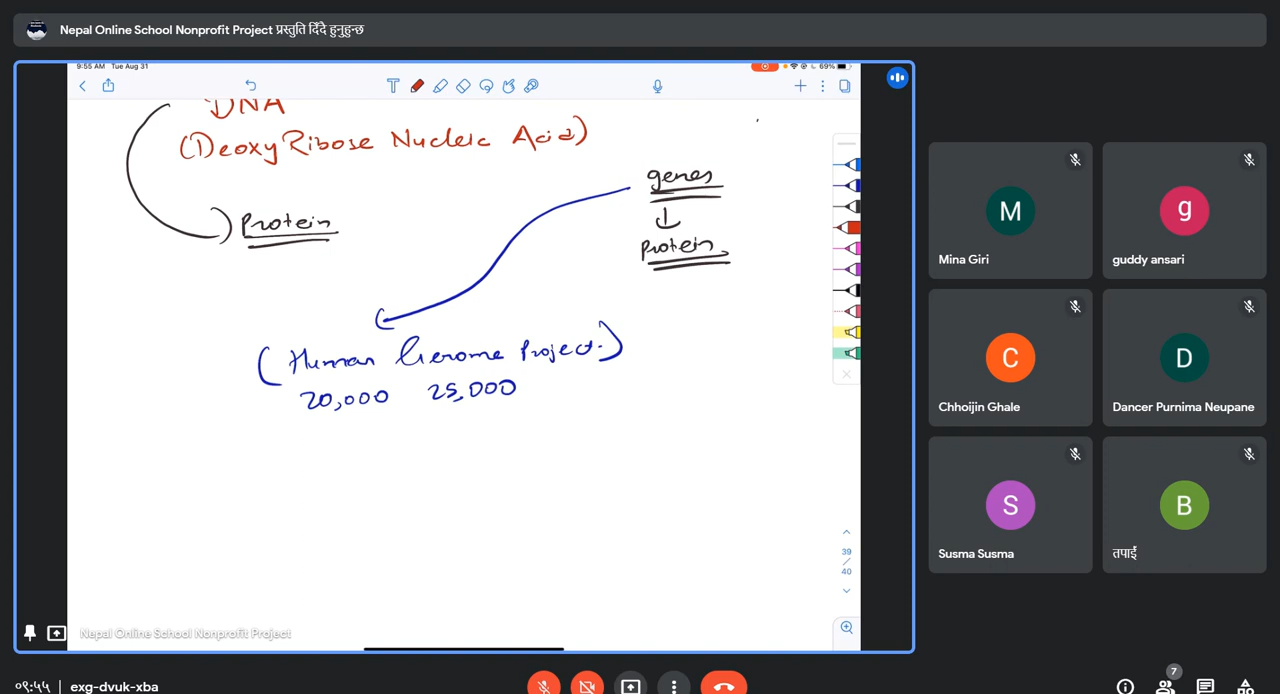 Nepal Online School Nonprofit Project प्रस्तुति दिँदै हुनुहुन्छ
9:55 AM Tue Aug 31
69%
DNA
(DeoxyRibose Nucleic Acid)
genes
Protein
Protein
(Human Genome Project.)
20,000 25,000
39
40
Nepal Online School Nonprofit Project
M
Mina Giri
g
guddy ansari
C
Chhoijin Ghale
D
Dancer Purnima Neupane
S
Susma Susma
B
तपाईं
०९:५५ | exg-dvuk-xba
7